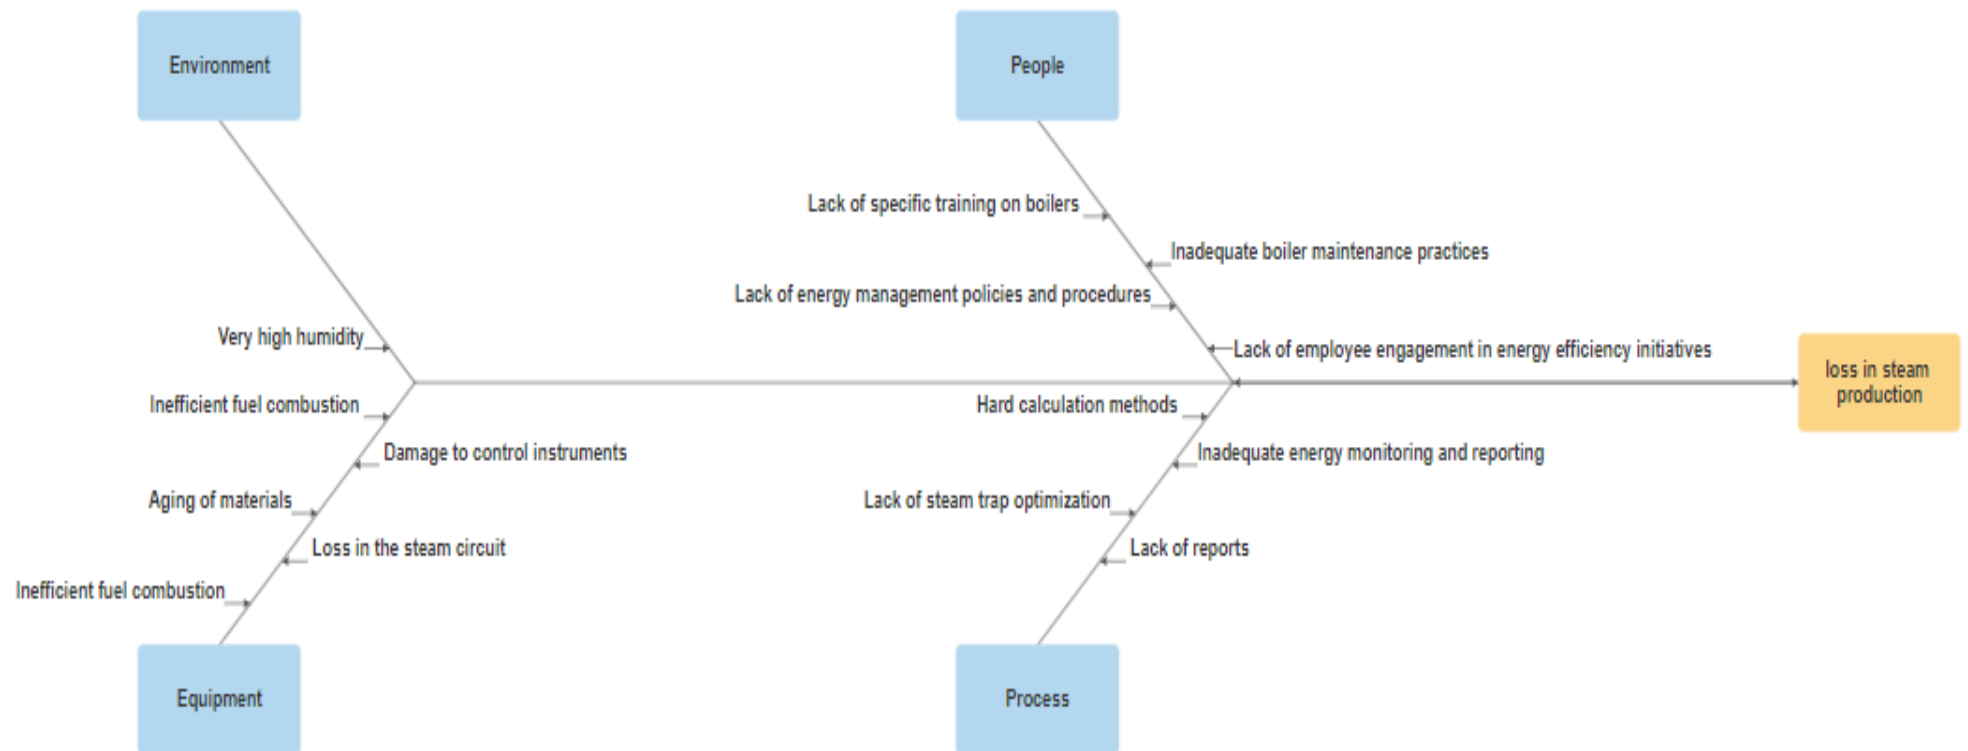 Environment
People
Lack of specific training on boilers
Inadequate boiler maintenance practices
Lack of energy management policies and procedures
Very high humidity
Lack of employee engagement in energy efficiency initiatives
loss in steam
production
Inefficient fuel combustion
Hard calculation methods
Damage to control instruments
Inadequate energy monitoring and reporting
Aging of materials
Lack of steam trap optimization
Loss in the steam circuit
Lack of reports
Inefficient fuel combustion
Equipment
Process